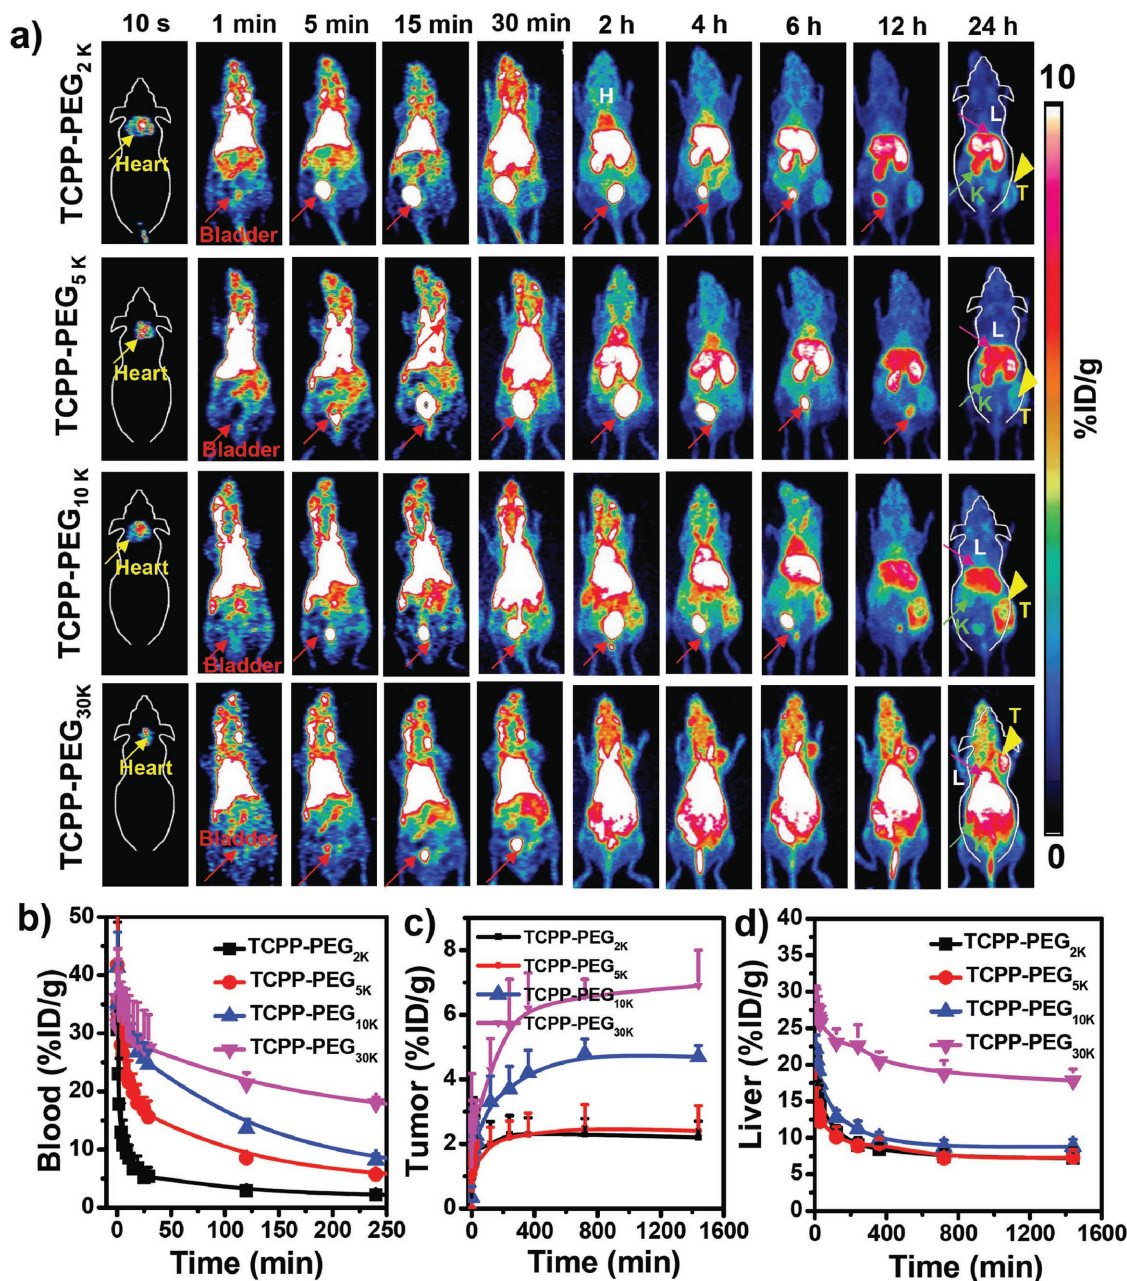 a)
10 s 1 min 5 min 15 min 30 min 2 h 4 h 6 h 12 h 24 h
TCPP-PEG2 K
Heart
Bladder
H
L
K
T
TCPP-PEG5 K
Heart
Bladder
L
K
T
TCPP-PEG10 K
Heart
Bladder
L
K
T
TCPP-PEG30K
Heart
Bladder
T
L
K
10
%ID/g
0
b)
Blood (%ID/g)
50
40
30
20
10
0
TCPP-PEG2K
TCPP-PEG5K
TCPP-PEG10K
TCPP-PEG30K
0 50 100 150 200 250
Time (min)
c)
Tumor (%ID/g)
8
6
4
2
0
TCPP-PEG2K
TCPP-PEG5K
TCPP-PEG10K
TCPP-PEG30K
0 400 800 1200 1600
Time (min)
d)
Liver (%ID/g)
40
35
30
25
20
15
10
5
0
TCPP-PEG2K
TCPP-PEG5K
TCPP-PEG10K
TCPP-PEG30K
0 400 800 1200 1600
Time (min)